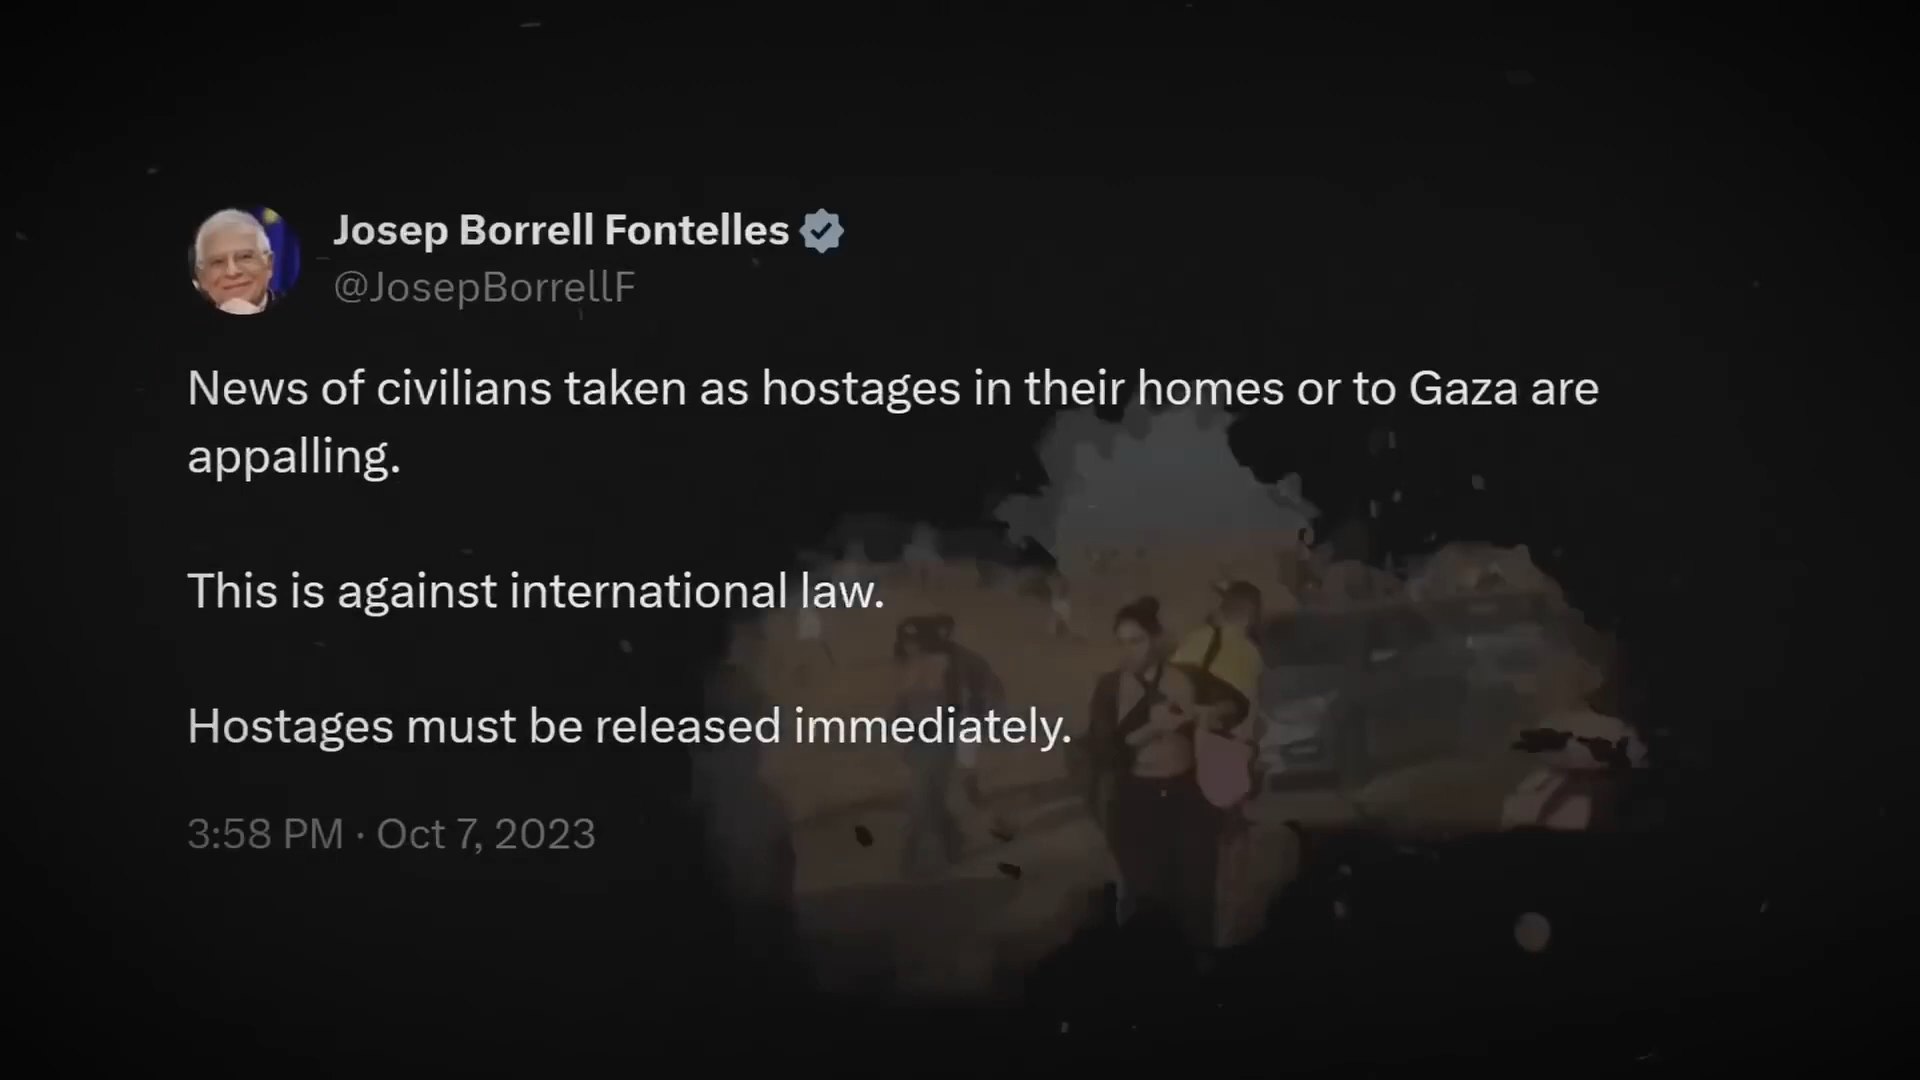 Josep Borrell Fontelles
@JosepBorrellF
News of civilians taken as hostages in their homes or to Gaza are
appalling.
This is against international law.
Hostages must be released immediately.
3:58 PM · Oct 7, 2023